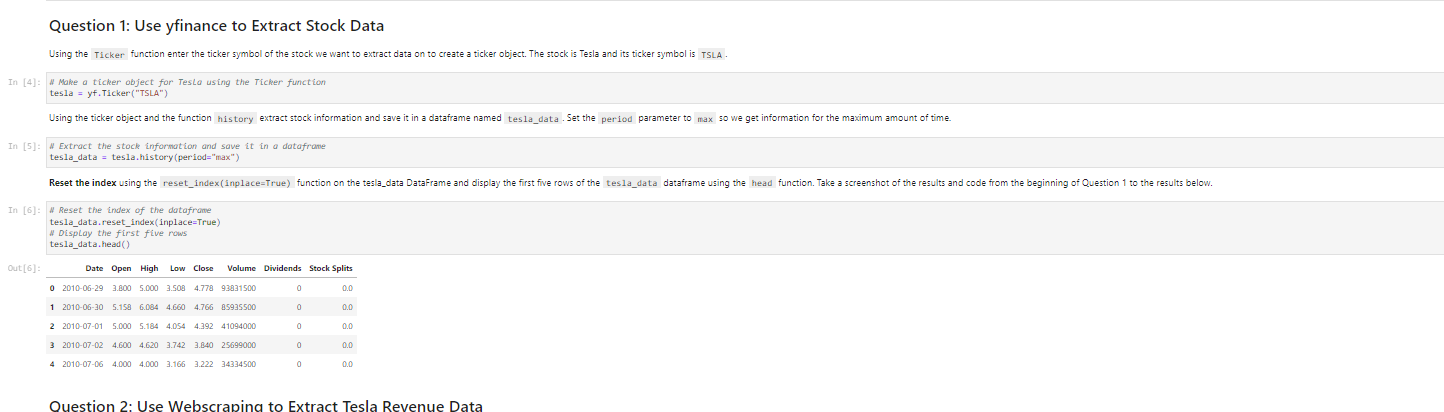 Question 1: Use yfinance to Extract Stock Data
Using the Ticker function enter the ticker symbol of the stock we want to extract data on to create a ticker object. The stock is Tesla and its ticker symbol is TSLA .
In [4]: # Make a ticker object for Tesla using the Ticker function
tesla = yf.Ticker("TSLA")
Using the ticker object and the function history extract stock information and save it in a dataframe named tesla_data . Set the period parameter to max so we get information for the maximum amount of time.
In [5]: # Extract the stock information and save it in a dataframe
tesla_data = tesla.history(period="max")
Reset the index using the reset_index(inplace=True) function on the tesla_data DataFrame and display the first five rows of the tesla_data dataframe using the head function. Take a screenshot of the results and code from the beginning of Question 1 to the results below.
In [6]: # Reset the index of the dataframe
tesla_data.reset_index(inplace=True)
# Display the first five rows
tesla_data.head()
Out[6]:
Date Open High Low Close Volume Dividends Stock Splits
0 2010-06-29 3.800 5.000 3.508 4.778 93831500 0 0.0
1 2010-06-30 5.158 6.084 4.660 4.766 85935500 0 0.0
2 2010-07-01 5.000 5.184 4.054 4.392 41094000 0 0.0
3 2010-07-02 4.600 4.620 3.742 3.840 25699000 0 0.0
4 2010-07-06 4.000 4.000 3.166 3.222 34334500 0 0.0
Question 2: Use Webscraping to Extract Tesla Revenue Data